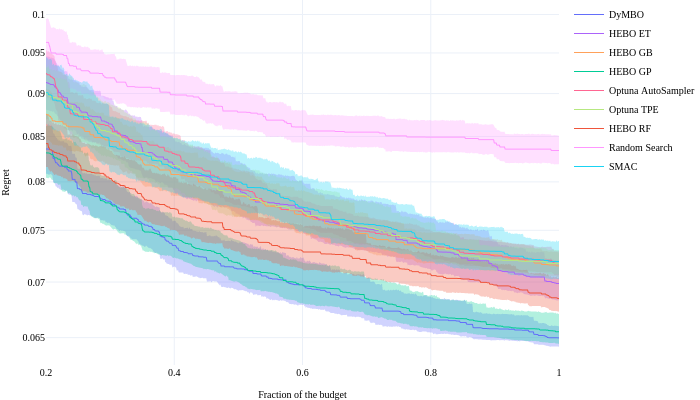 0.1
0.095
0.09
0.085
0.08
0.075
0.07
0.065
Regret
0.2
0.4
0.6
0.8
1
Fraction of the budget
DyMBO
HEBO ET
HEBO GB
HEBO GP
Optuna AutoSampler
Optuna TPE
HEBO RF
Random Search
SMAC